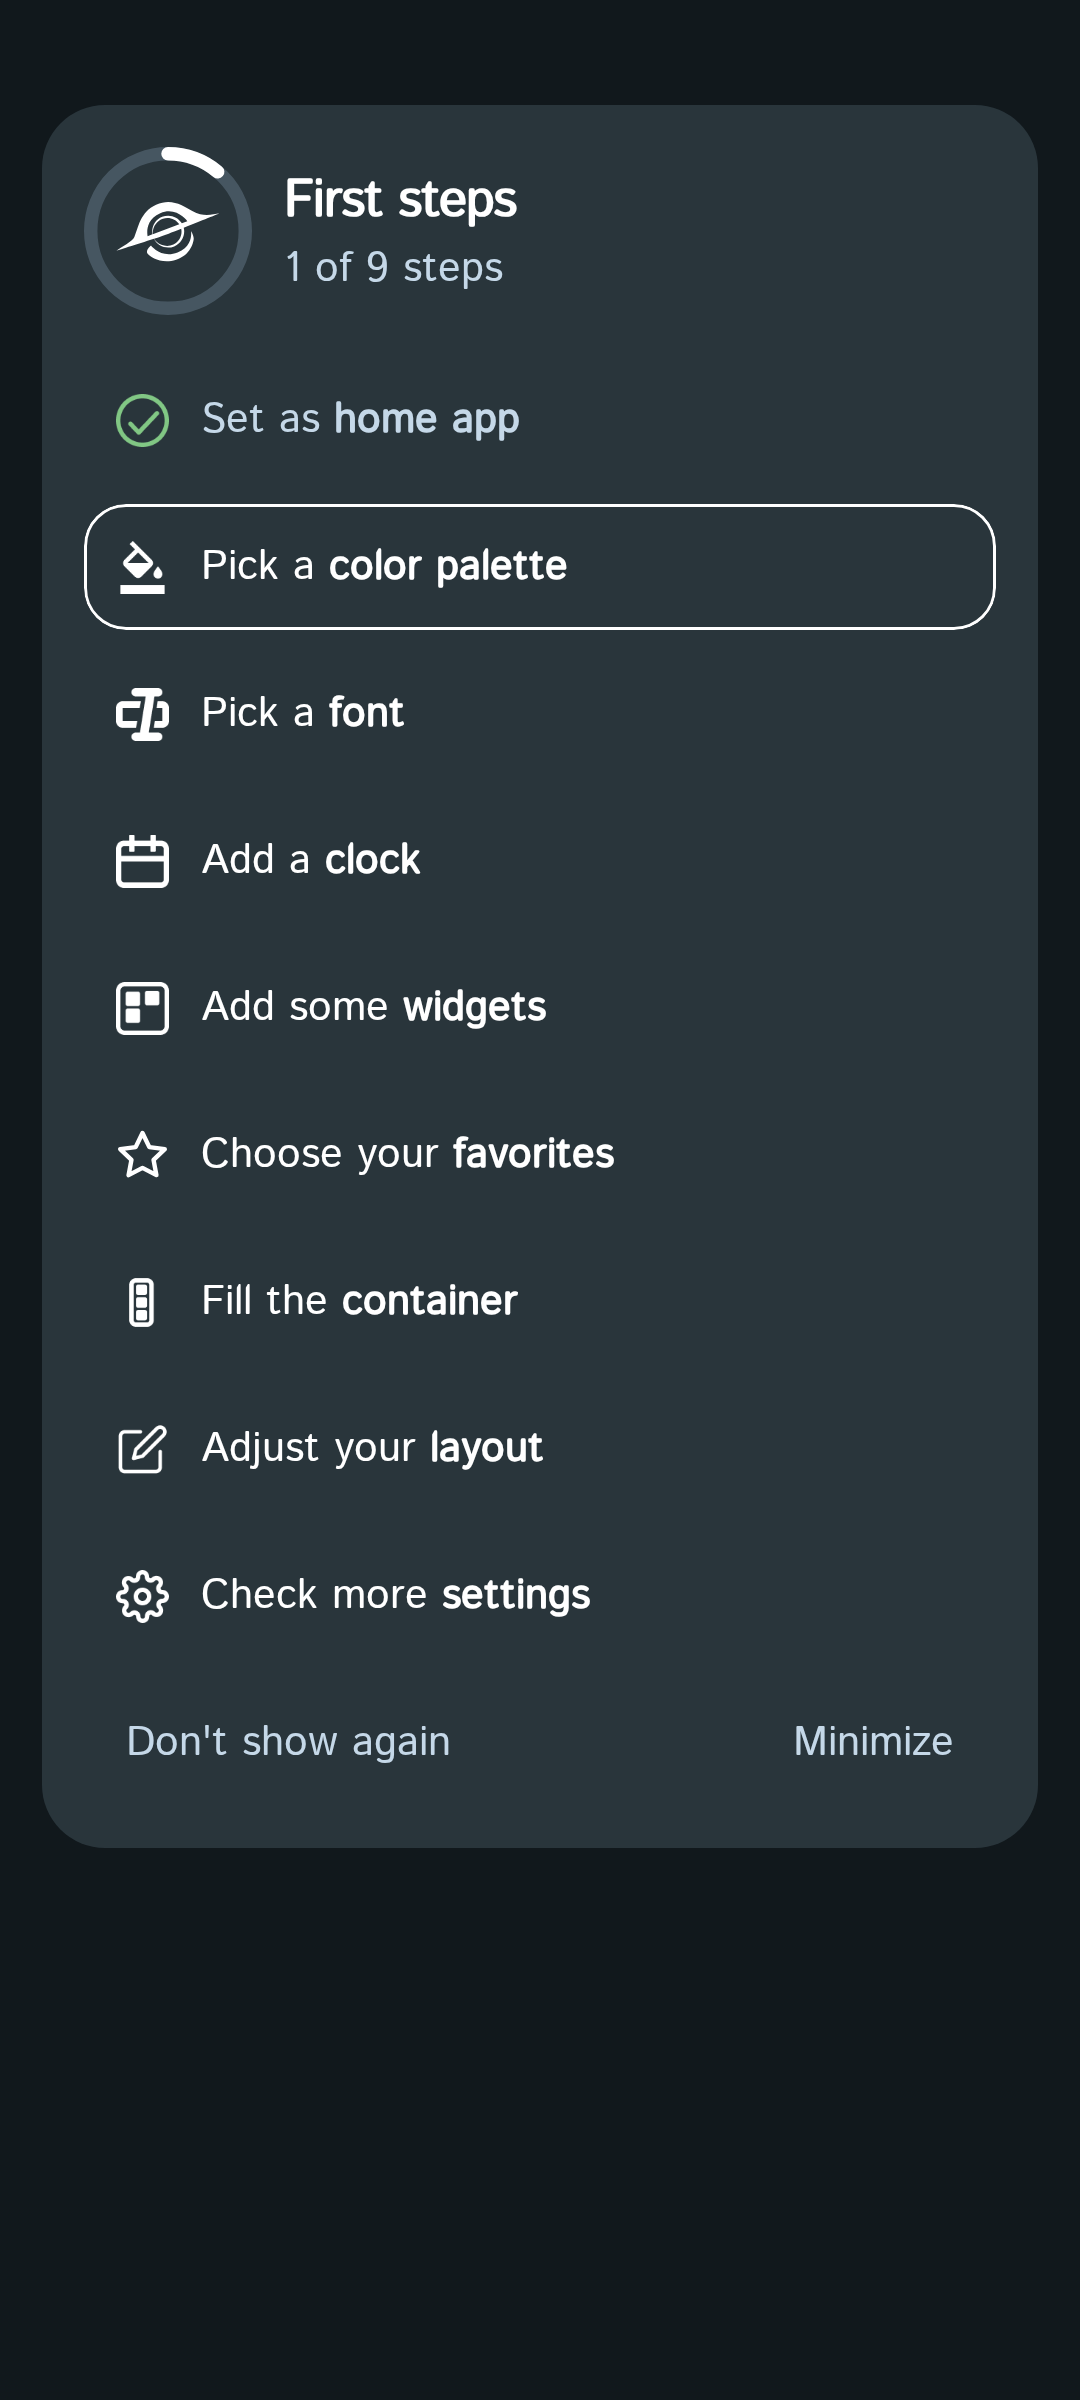 First steps
1 of 9 steps
Set as home app
Pick a color palette
Pick a font
Add a clock
Add some widgets
Choose your favorites
Fill the container
Adjust your layout
Check more settings
Don't show again
Minimize